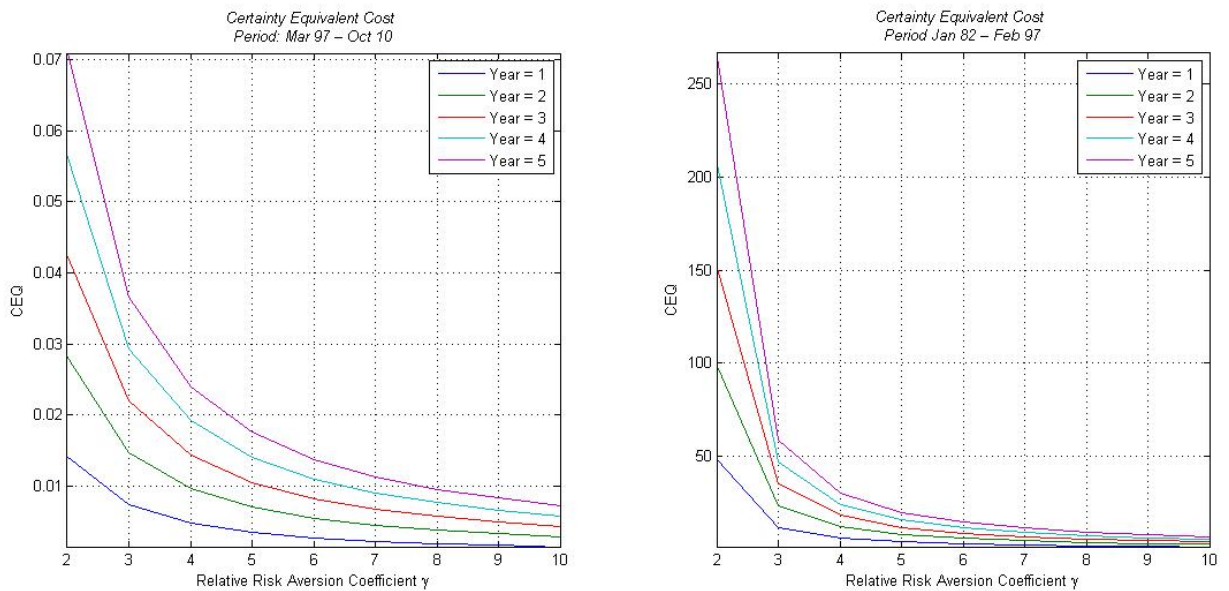 Certainty Equivalent Cost
Period: Mar 97 – Oct 10
0.07
0.06
0.05
0.04
0.03
0.02
0.01
CEQ
2 3 4 5 6 7 8 9 10
Relative Risk Aversion Coefficient γ
Year = 1
Year = 2
Year = 3
Year = 4
Year = 5
Certainty Equivalent Cost
Period Jan 82 – Feb 97
250
200
150
100
50
CEQ
2 3 4 5 6 7 8 9 10
Relative Risk Aversion Coefficient γ
Year = 1
Year = 2
Year = 3
Year = 4
Year = 5